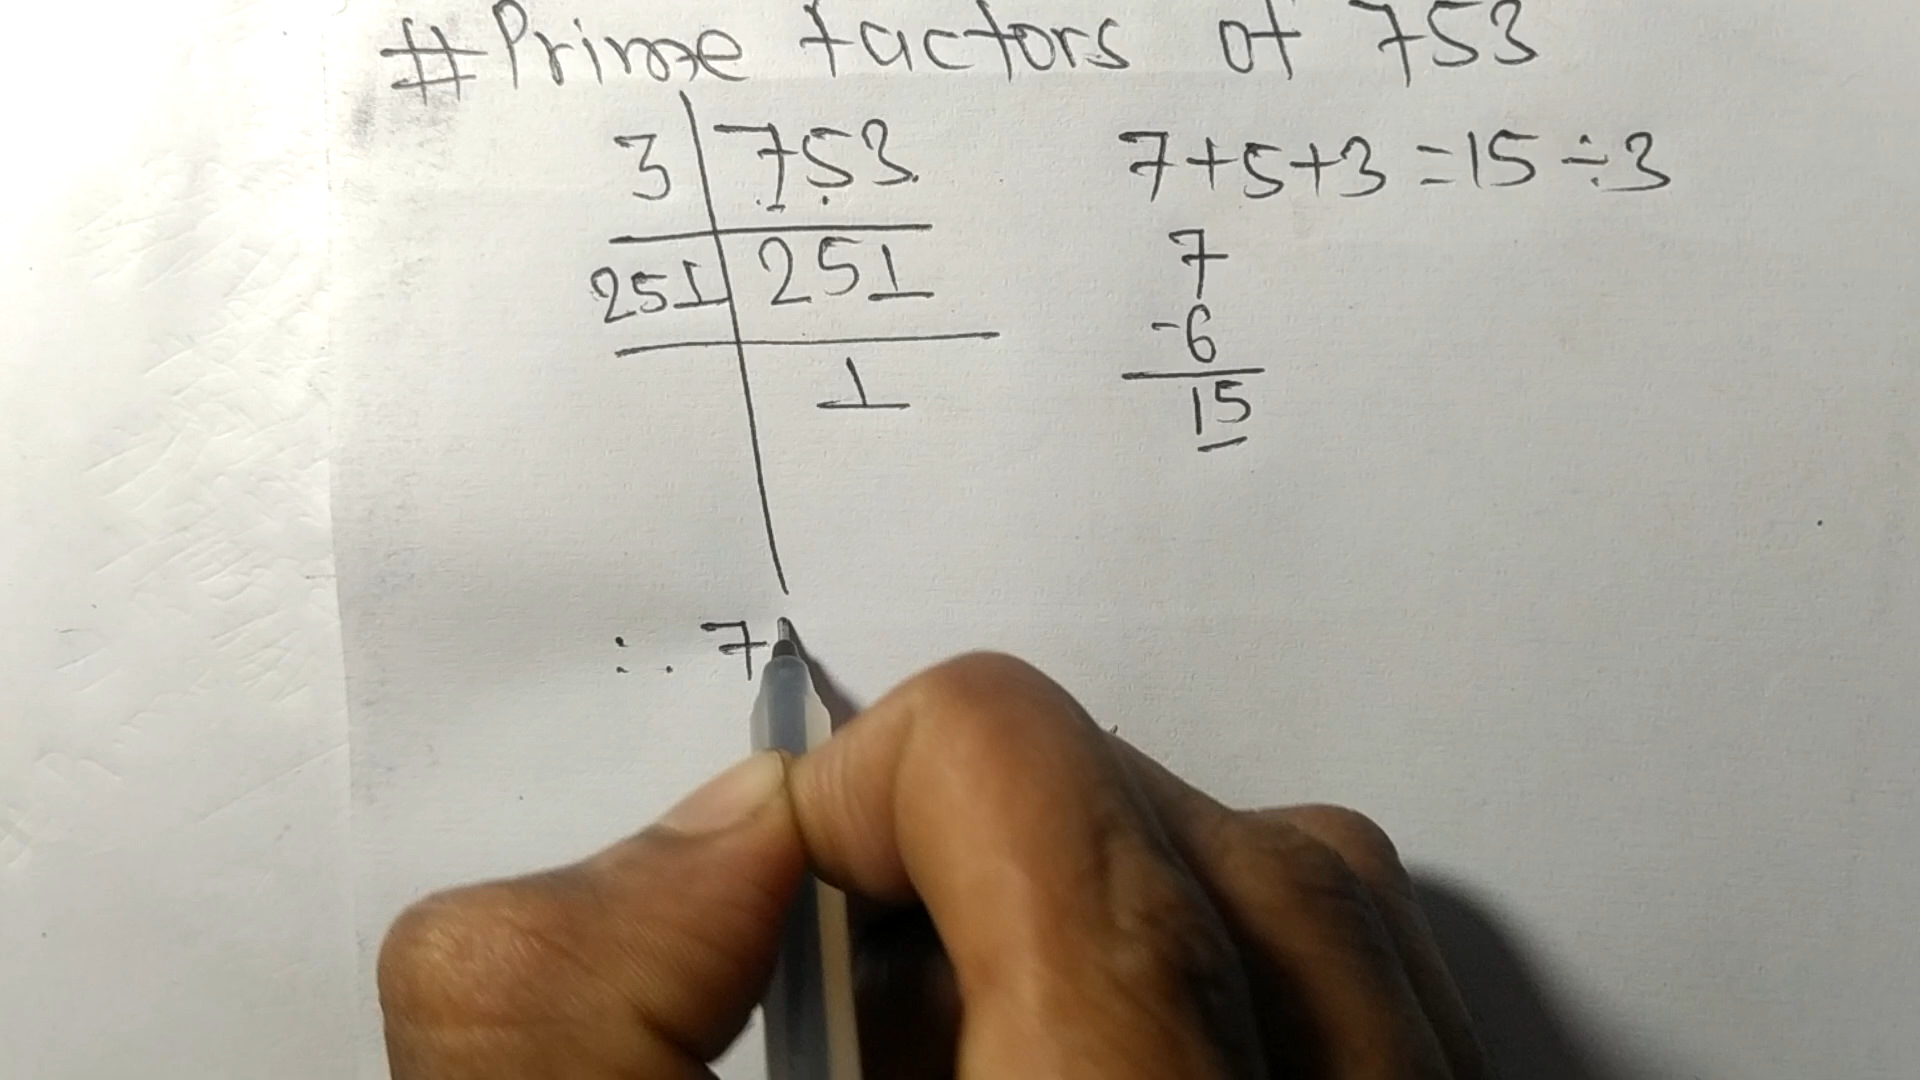 #Prime factors of 753
3 | 753
251 | 251
1
7+5+3=15÷3
7
-6
15
∴ 7